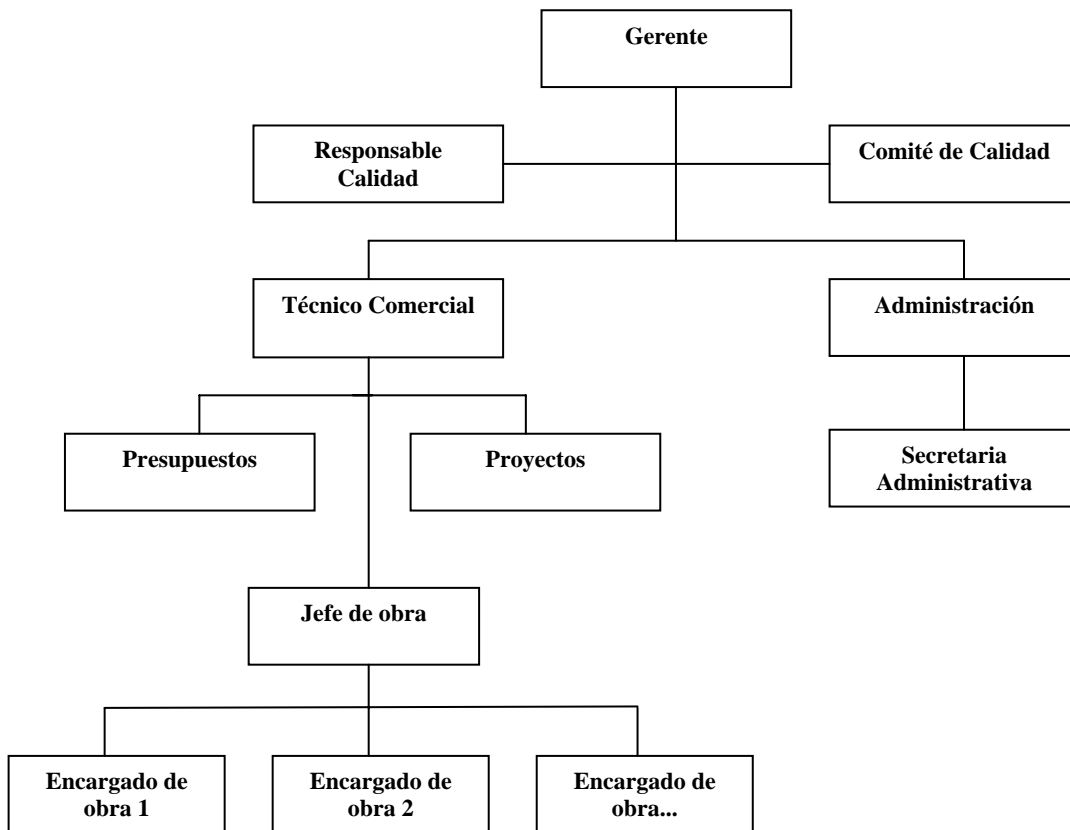 Gerente
Responsable
Calidad
Comité de Calidad
Técnico Comercial
Administración
Presupuestos
Proyectos
Secretaria
Administrativa
Jefe de obra
Encargado de
obra 1
Encargado de
obra 2
Encargado de
obra...